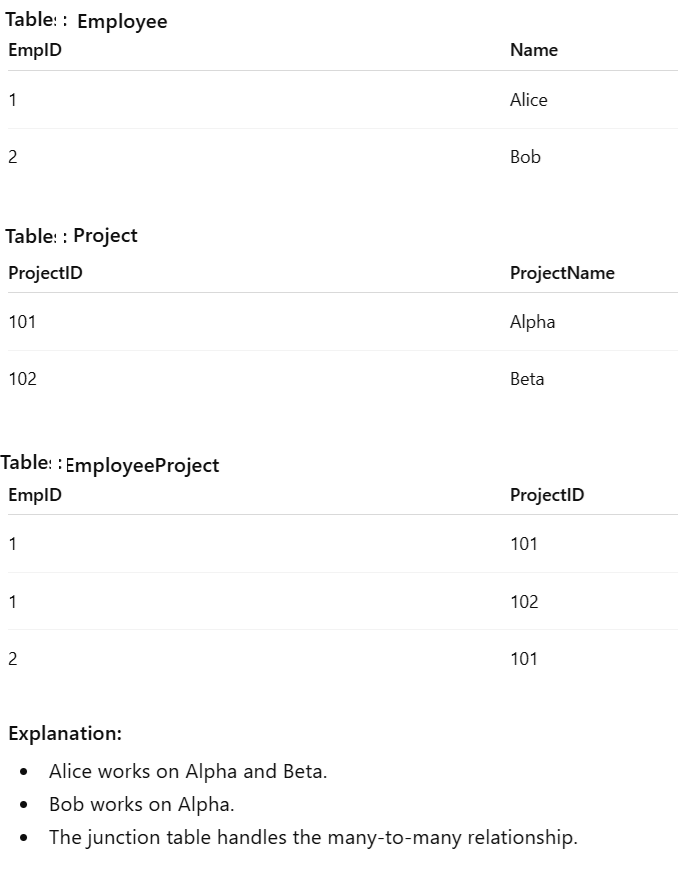 Table: : Employee
EmpID Name
1 Alice
2 Bob
Table: : Project
ProjectID ProjectName
101 Alpha
102 Beta
Table: : EmployeeProject
EmpID ProjectID
1 101
1 102
2 101
Explanation:
• Alice works on Alpha and Beta.
• Bob works on Alpha.
• The junction table handles the many-to-many relationship.